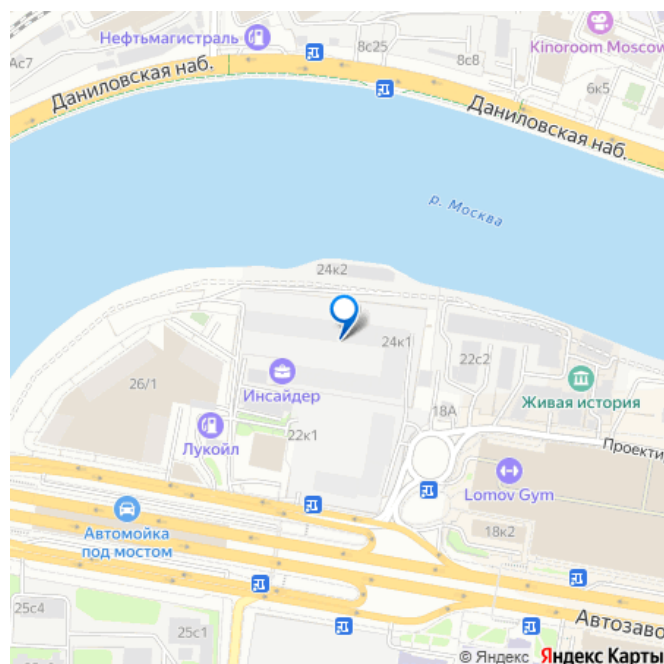 Нефтьмагистраль
8с25
8с8
Kinoroom Moscow
6к5
Ас7
Даниловская наб.
Даниловская наб.
р. Москва
24к2
24к1
22с2
26/1
Инсайдер
Живая история
18А
Лукойл
22к1
Проекти
Lomov Gym
18к2
Автомойка
под мостом
25с4
25с1
Автозаво
© Яндекс Яндекс Карты